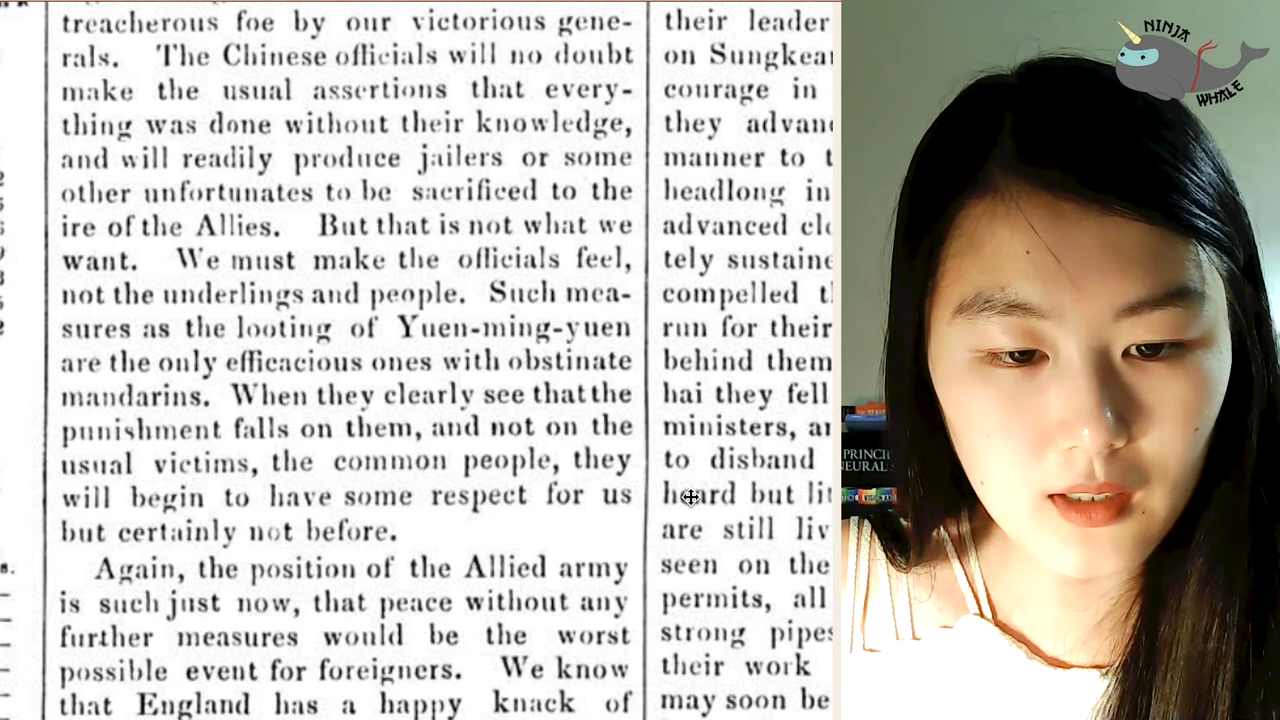 treacherous foe by our victorious gene-
rals. The Chinese officials will no doubt
make the usual assertions that every-
thing was done without their knowledge,
and will readily produce jailers or some
other unfortunates to be sacrificed to the
ire of the Allies. But that is not what we
want. We must make the officials feel,
not the underlings and people. Such mea-
sures as the looting of Yuen-ming-yuen
are the only efficacious ones with obstinate
mandarins. When they clearly see that the
punishment falls on them, and not on the
usual victims, the common people, they
will begin to have some respect for us
but certainly not before.
Again, the position of the Allied army
is such just now, that peace without any
further measures would be the worst
possible event for foreigners. We know
that England has a happy knack of
their leader
on Sungkea
courage in
they advan
manner to t
headlong in
advanced clo
tely sustaine
compelled t
run for their
behind them
hai they fell
ministers, a
to disband
heard but lit
are still liv
seen on the
permits, all
strong pipes
their work
may soon be
NINJA
WHALE
PRINCI
NEURAL